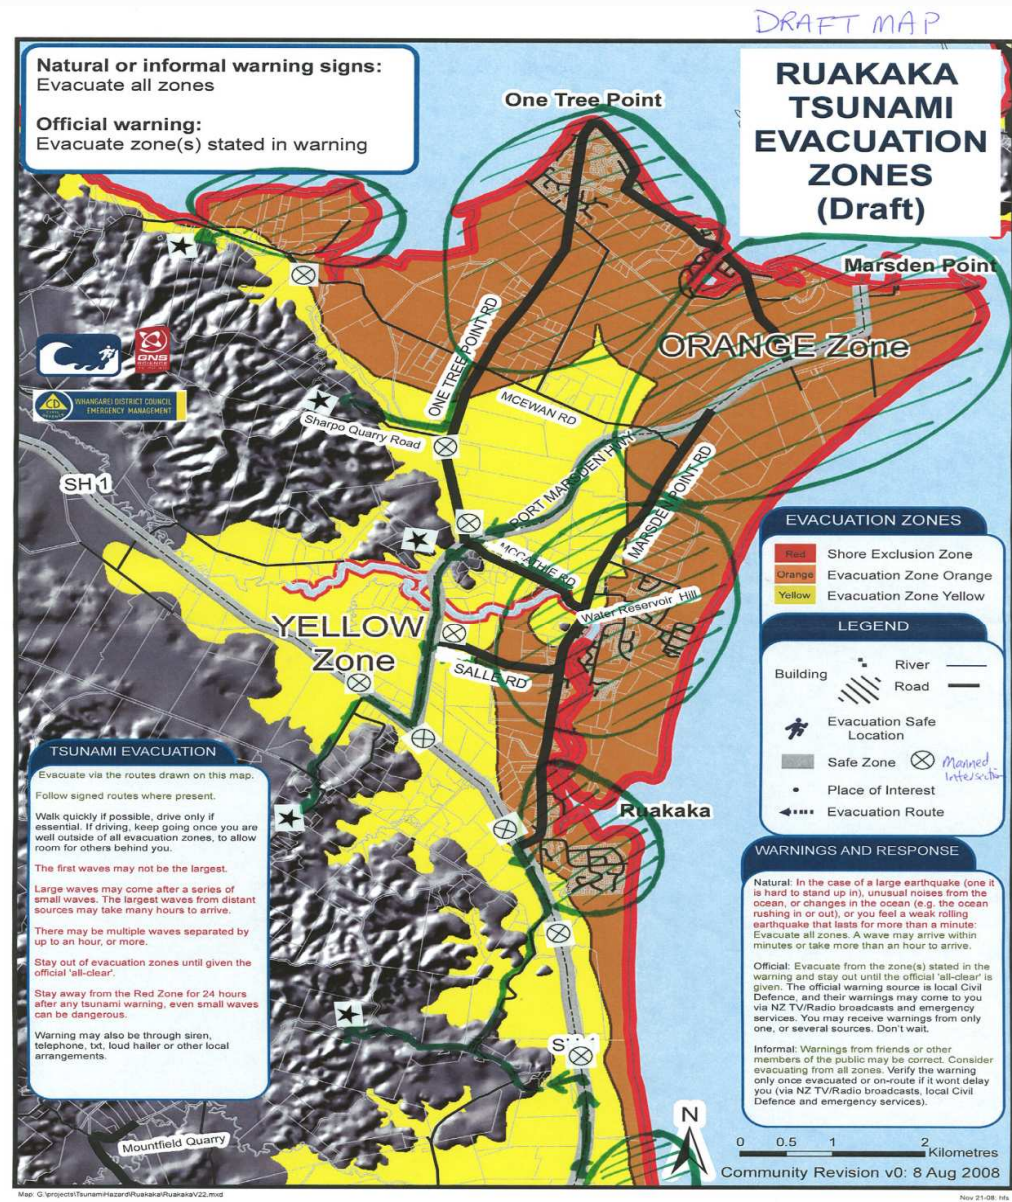 DRAFT MAP
Natural or informal warning signs:
Evacuate all zones
Official warning:
Evacuate zone(s) stated in warning
RUAKAKA
TSUNAMI
EVACUATION
ZONES
(Draft)
One Tree Point
Marsden Point
ORANGE Zone
ONE TREE POINT RD
GNS
SCIENCE
WHANGAREI DISTRICT COUNCIL
EMERGENCY MANAGEMENT
MCEWAN RD
Sharpo Quarry Road
PORT MARSDEN HWY
MARSDEN POINT RD
SH 1
MCCATHIE RD
Water Reservoir Hill
YELLOW
Zone
SALLE RD
Ruakaka
EVACUATION ZONES
Red Shore Exclusion Zone
Orange Evacuation Zone Orange
Yellow Evacuation Zone Yellow
LEGEND
Building
River
Road
Evacuation Safe
Location
Safe Zone
Manned
Intersection
Place of Interest
Evacuation Route
TSUNAMI EVACUATION
Evacuate via the routes drawn on this map.
Follow signed routes where present.
Walk quickly if possible, drive only if
essential. If driving, keep going once you are
well outside of all evacuation zones, to allow
room for others behind you.
The first waves may not be the largest.
Large waves may come after a series of
small waves. The largest waves from distant
sources may take many hours to arrive.
There may be multiple waves separated by
up to an hour, or more.
Stay out of evacuation zones until given the
official 'all-clear'.
Stay away from the Red Zone for 24 hours
after any tsunami warning, even small waves
can be dangerous.
Warning may also be through siren,
telephone, txt, loud hailer or other local
arrangements.
WARNINGS AND RESPONSE
Natural: In the case of a large earthquake (one it
is hard to stand up in), unusual noises from the
ocean, or changes in the ocean (e.g. the ocean
rushing in or out), or you feel a weak rolling
earthquake that lasts for more than a minute:
Evacuate all zones. A wave may arrive within
minutes or take more than an hour to arrive.
Official: Evacuate from the zone(s) stated in the
warning and stay out until the official 'all-clear' is
given. The official warning source is local Civil
Defence, and their warnings may come to you
via NZ TV/Radio broadcasts and emergency
services. You may receive warnings from only
one, or several sources. Don't wait.
Informal: Warnings from friends or other
members of the public may be correct. Consider
evacuating from all zones. Verify the warning
only once evacuated or on-route if it wont delay
you (via NZ TV/Radio broadcasts, local Civil
Defence and emergency services).
Mountfield Quarry
N
0 0.5 1 2
Kilometres
Community Revision v0: 8 Aug 2008
Map: G:\projects\TsunamiHazard\Ruakaka\RuakakaV22.mxd
Nov 21-08: hfs